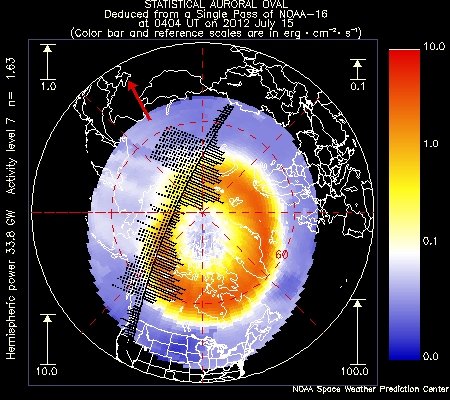 STATISTICAL AURORAL OVAL
Deduced from a Single Pass of NOAA-16
at 0404 UT on 2012 July 15
(Color bar and reference scales are in erg · cm⁻² · s⁻¹)
1.0
0.1
10.0
1.0
0.1
0.0
Hemispheric power 33.8 GW Activity level 7 n= 1.63
60
10.0
100.0
NOAA Space Weather Prediction Center